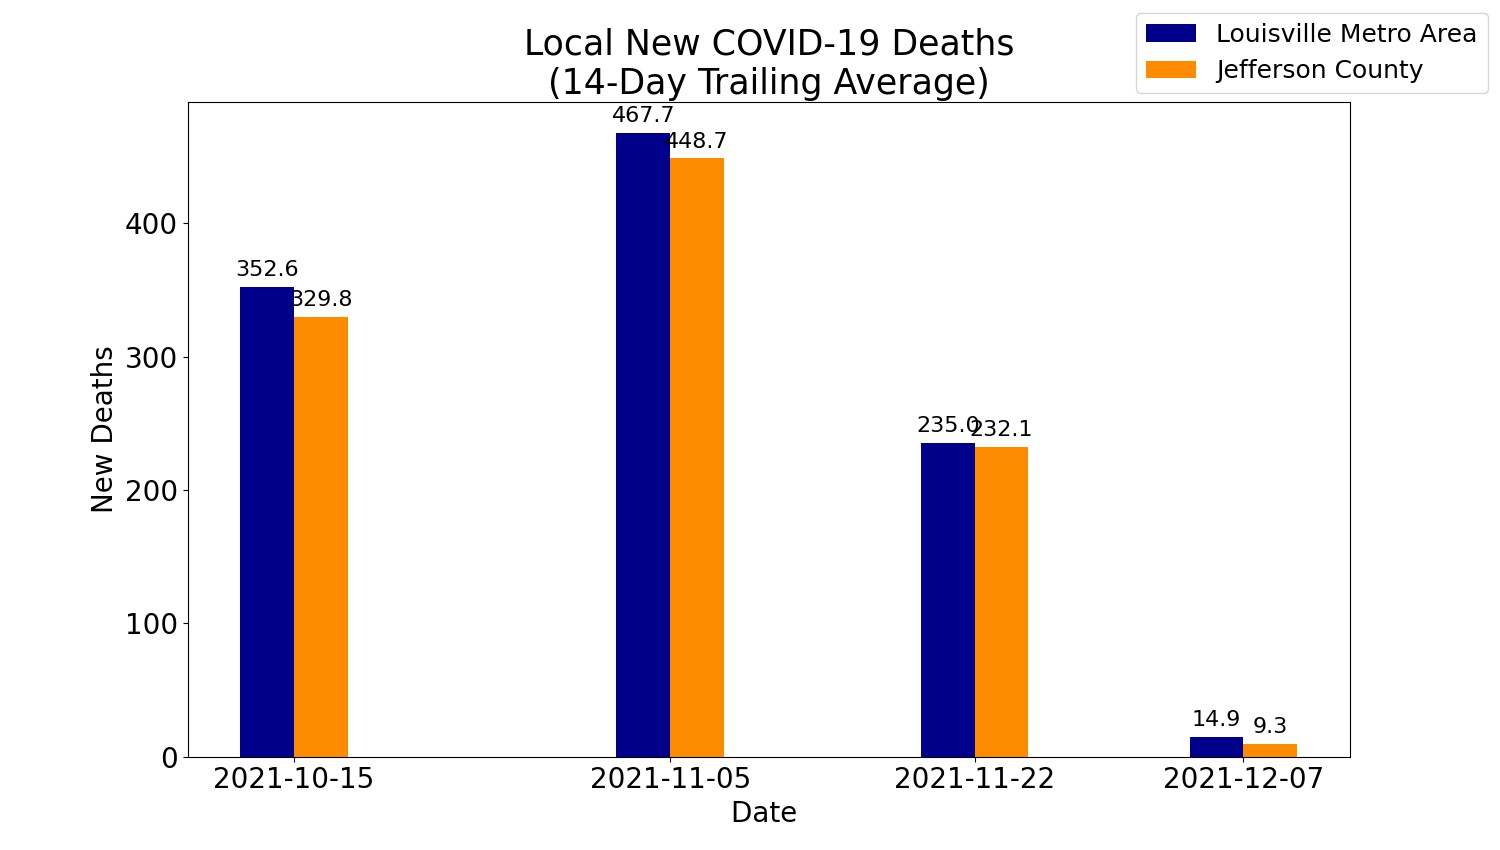 Local New COVID-19 Deaths
(14-Day Trailing Average)
Louisville Metro Area
Jefferson County
467.7
448.7
352.6
329.8
235.0
232.1
14.9
9.3
400
300
200
100
0
New Deaths
2021-10-15
2021-11-05
2021-11-22
2021-12-07
Date